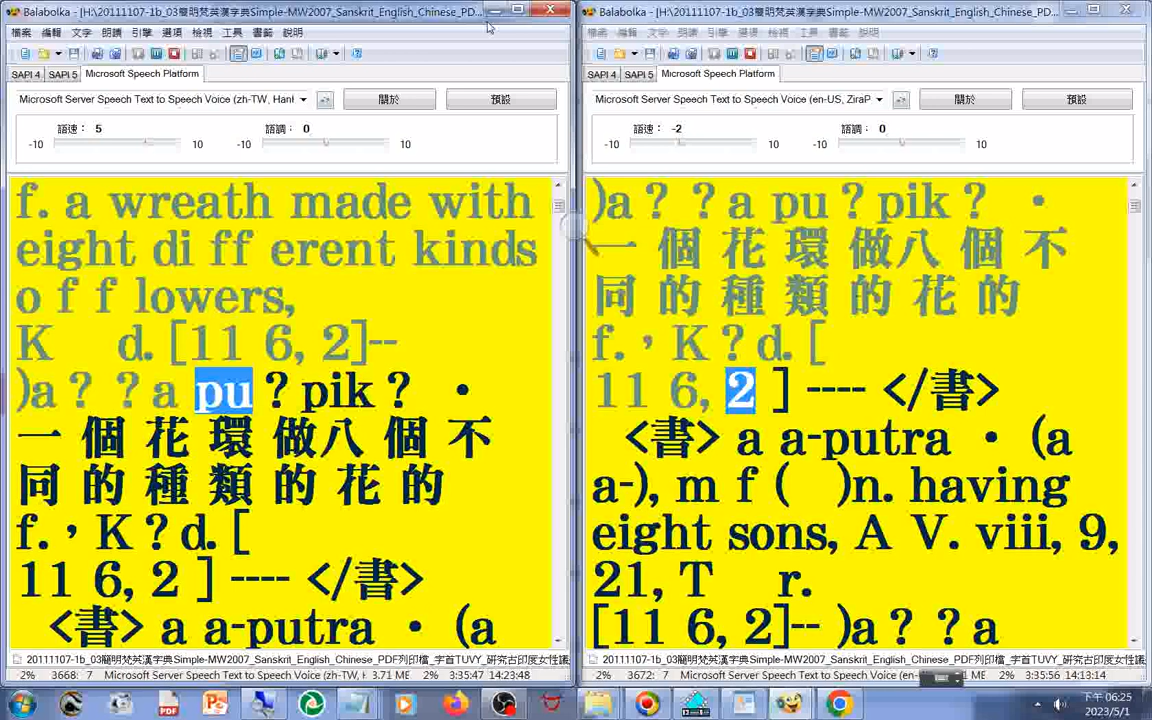 Balabolka - [H:\20111107-1b_03簡明梵英漢字典Simple-MW2007_Sanskrit_English_Chinese_PD...
檔案 編輯 文字 朗讀 引擎 選項 檢視 工具 書籤 說明
SAPI 4 SAPI 5 Microsoft Speech Platform
Microsoft Server Speech Text to Speech Voice (zh-TW, Hanl
關於 預設
語速： 5 語調： 0
-10 10 -10 10
f. a wreath made with
eight di ff erent kinds
o f f lowers,
K d. [11 6, 2]--
)a？ ？a pu？pik？ •
一 個 花 環 做八 個 不
同 的 種 類 的 花 的
f.，K？d. [
11 6, 2 ] ---- </書>
<書> a a-putra • (a
20111107-1b_03簡明梵英漢字典Simple-MW2007_Sanskrit_English_Chinese_PDF列印檔_字首TUVY_研究古印度女性議
2% 3668: 7 Microsoft Server Speech Text to Speech Voice (zh-TW, H 3.71 ME 2% 3:35:47 14:23:48
Balabolka - [H:\20111107-1b_03簡明梵英漢字典Simple-MW2007_Sanskrit_English_Chinese_PDF...
檔案 編輯 文字 朗讀 引擎 選項 檢視 工具 書籤 說明
SAPI 4 SAPI 5 Microsoft Speech Platform
Microsoft Server Speech Text to Speech Voice (en-US, ZiraP
關於 預設
語速： -2 語調： 0
-10 10 -10 10
)a？ ？a pu？pik？ •
一 個 花 環 做八 個 不
同 的 種 類 的 花 的
f.，K？d. [
11 6, 2 ] ---- </書>
<書> a a-putra • (a
a-), m f ( )n. having
eight sons, A V. viii, 9,
21, T r.
[11 6, 2]-- )a？ ？a
20111107-1b_03簡明梵英漢字典Simple-MW2007_Sanskrit_English_Chinese_PDF列印檔_字首TUVY_研究古印度女性議
2% 3672: 7 Microsoft Server Speech Text to Speech Voice 2% 3:35:56 14:13:14
PDF
下午 06:25
2023/5/1